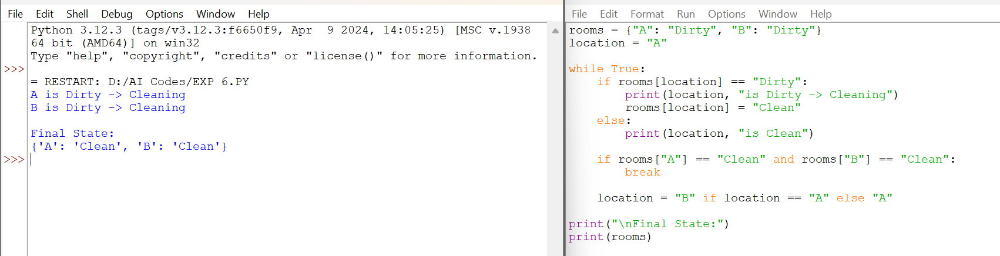 File Edit Shell Debug Options Window Help
Python 3.12.3 (tags/v3.12.3:f6650f9, Apr  9 2024, 14:05:25) [MSC v.1938
64 bit (AMD64)] on win32
Type "help", "copyright", "credits" or "license()" for more information.
>>>
= RESTART: D:/AI Codes/EXP 6.PY
A is Dirty -> Cleaning
B is Dirty -> Cleaning

Final State:
{'A': 'Clean', 'B': 'Clean'}
>>>
File Edit Format Run Options Window Help
rooms = {"A": "Dirty", "B": "Dirty"}
location = "A"

while True:
    if rooms[location] == "Dirty":
        print(location, "is Dirty -> Cleaning")
        rooms[location] = "Clean"
    else:
        print(location, "is Clean")

    if rooms["A"] == "Clean" and rooms["B"] == "Clean":
        break

    location = "B" if location == "A" else "A"

print("\nFinal State:")
print(rooms)